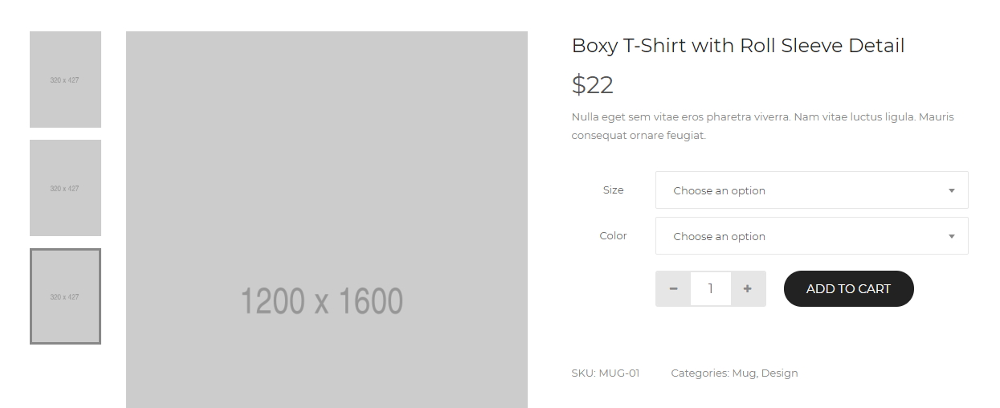 320 x 427
320 x 427
320 x 427
1200 x 1600
Boxy T-Shirt with Roll Sleeve Detail
$22
Nulla eget sem vitae eros pharetra viverra. Nam vitae luctus ligula. Mauris
consequat ornare feugiat.
Size
Choose an option
Color
Choose an option
− 1 +
ADD TO CART
SKU: MUG-01 Categories: Mug, Design